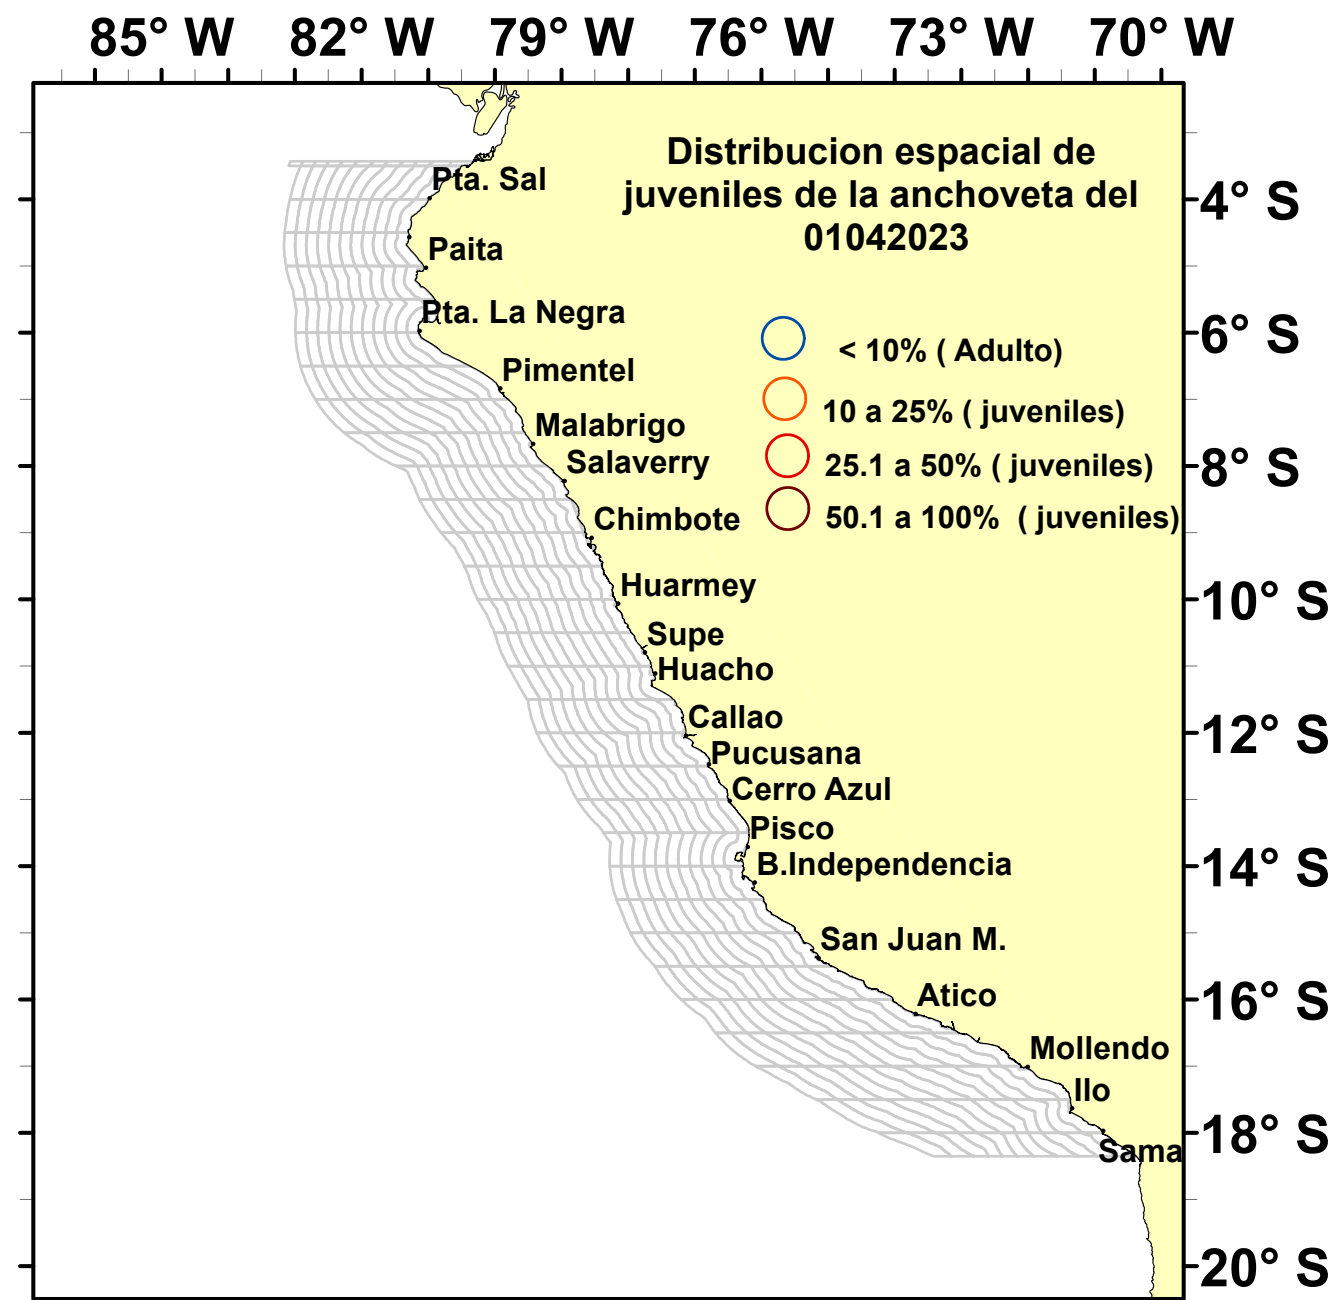 85° W 82° W 79° W 76° W 73° W 70° W
Distribucion espacial de
juveniles de la anchoveta del
01042023
Pta. Sal
4° S
Paita
Pta. La Negra
6° S
< 10% ( Adulto)
Pimentel
10 a 25% ( juveniles)
Malabrigo
Salaverry
25.1 a 50% ( juveniles)
8° S
Chimbote
50.1 a 100% ( juveniles)
Huarmey
10° S
Supe
Huacho
Callao
12° S
Pucusana
Cerro Azul
Pisco
B.Independencia
14° S
San Juan M.
Atico
16° S
Mollendo
Ilo
18° S
Sama
20° S